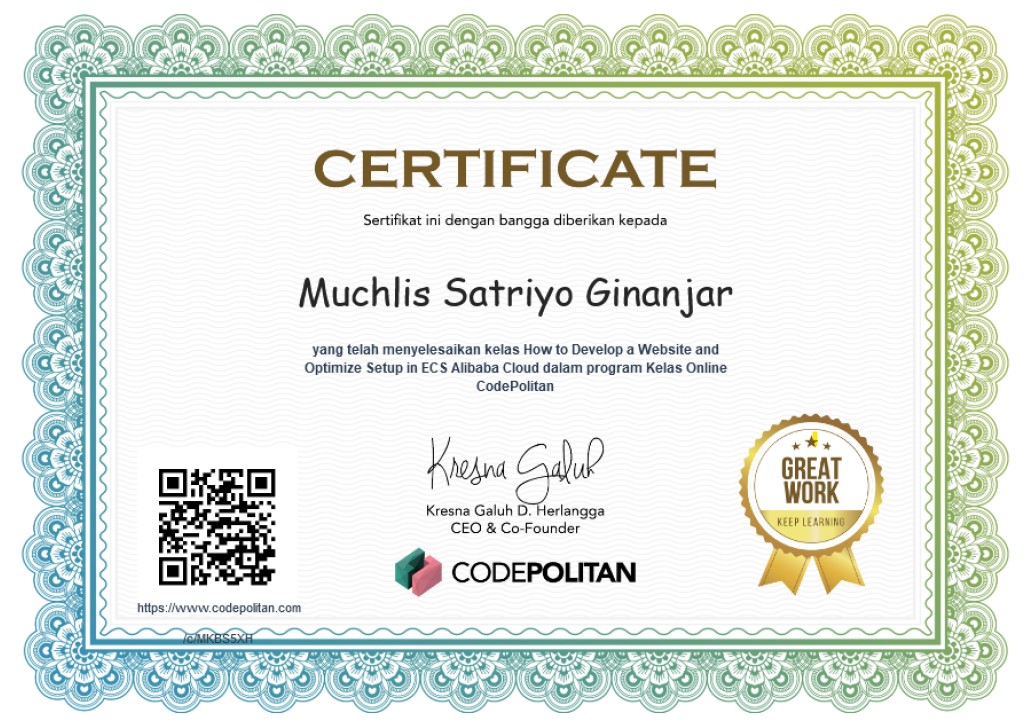 CERTIFICATE
Sertifikat ini dengan bangga diberikan kepada
Muchlis Satriyo Ginanjar
yang telah menyelesaikan kelas How to Develop a Website and
Optimize Setup in ECS Alibaba Cloud dalam program Kelas Online
CodePolitan
Kresna Galuh
Kresna Galuh D. Herlangga
CEO & Co-Founder
CODEPOLITAN
GREAT
WORK
KEEP LEARNING
https://www.codepolitan.com
/c/MKBS5XH